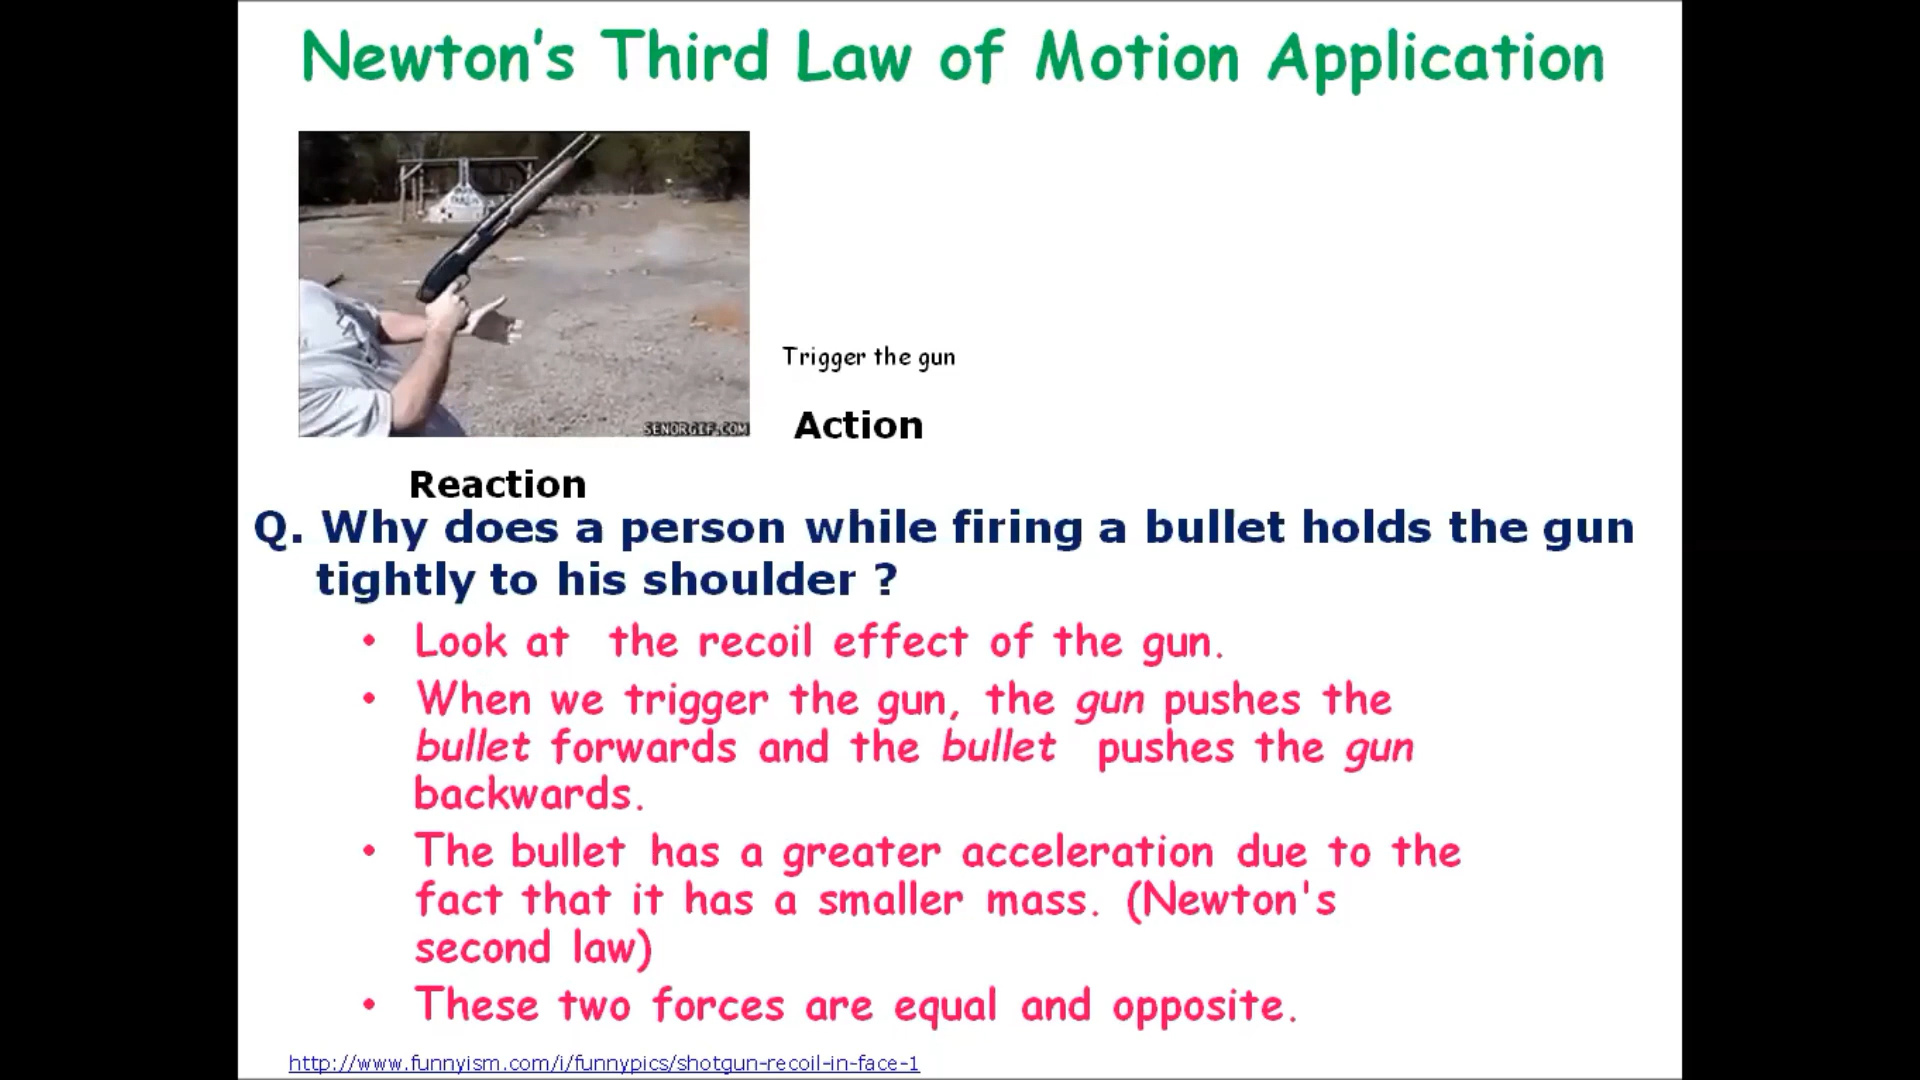 Newton's Third Law of Motion Application
SENORGIF.COM
Trigger the gun
Action
Reaction
Q. Why does a person while firing a bullet holds the gun
tightly to his shoulder ?
• Look at the recoil effect of the gun.
• When we trigger the gun, the gun pushes the
bullet forwards and the bullet pushes the gun
backwards.
• The bullet has a greater acceleration due to the
fact that it has a smaller mass. (Newton's
second law)
• These two forces are equal and opposite.
http://www.funnyism.com/i/funnypics/shotgun-recoil-in-face-1